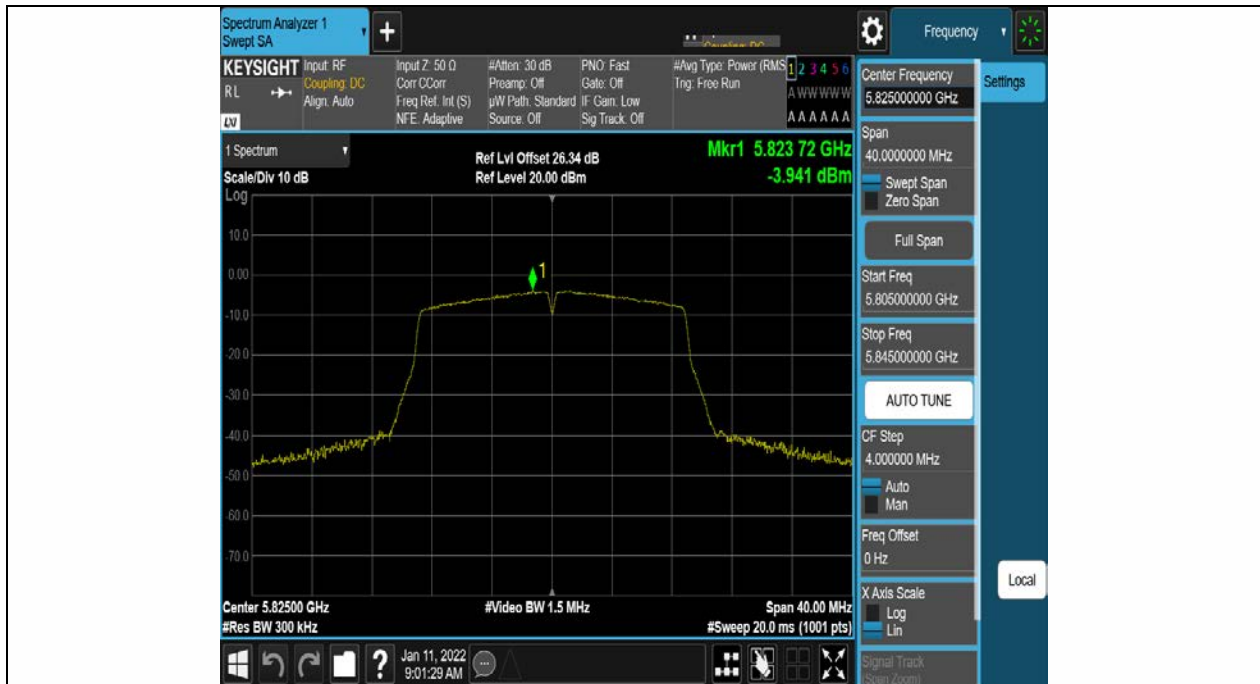 Spectrum Analyzer 1
Swept SA
+
Coupling: DC
Frequency
KEYSIGHT
RL
LXI
Input: RF
Coupling: DC
Align: Auto
Input Z: 50 Ω
Corr CCorr
Freq Ref: Int (S)
NFE: Adaptive
#Atten: 30 dB
Preamp: Off
µW Path: Standard
Source: Off
PNO: Fast
Gate: Off
IF Gain: Low
Sig Track: Off
#Avg Type: Power (RMS
Trig: Free Run
1 2 3 4 5 6
A W W W W W
A A A A A A
1 Spectrum
Scale/Div 10 dB
Log
Ref Lvl Offset 26.34 dB
Ref Level 20.00 dBm
Mkr1 5.823 72 GHz
-3.941 dBm
10.0
0.00
-10.0
-20.0
-30.0
-40.0
-50.0
-60.0
-70.0
1
Center 5.82500 GHz
#Res BW 300 kHz
#Video BW 1.5 MHz
Span 40.00 MHz
#Sweep 20.0 ms (1001 pts)
Center Frequency
5.825000000 GHz
Settings
Span
40.0000000 MHz
Swept Span
Zero Span
Full Span
Start Freq
5.805000000 GHz
Stop Freq
5.845000000 GHz
AUTO TUNE
CF Step
4.000000 MHz
Auto
Man
Freq Offset
0 Hz
X Axis Scale
Log
Lin
Local
Signal Track
(Span Zoom)
?
Jan 11, 2022
9:01:29 AM